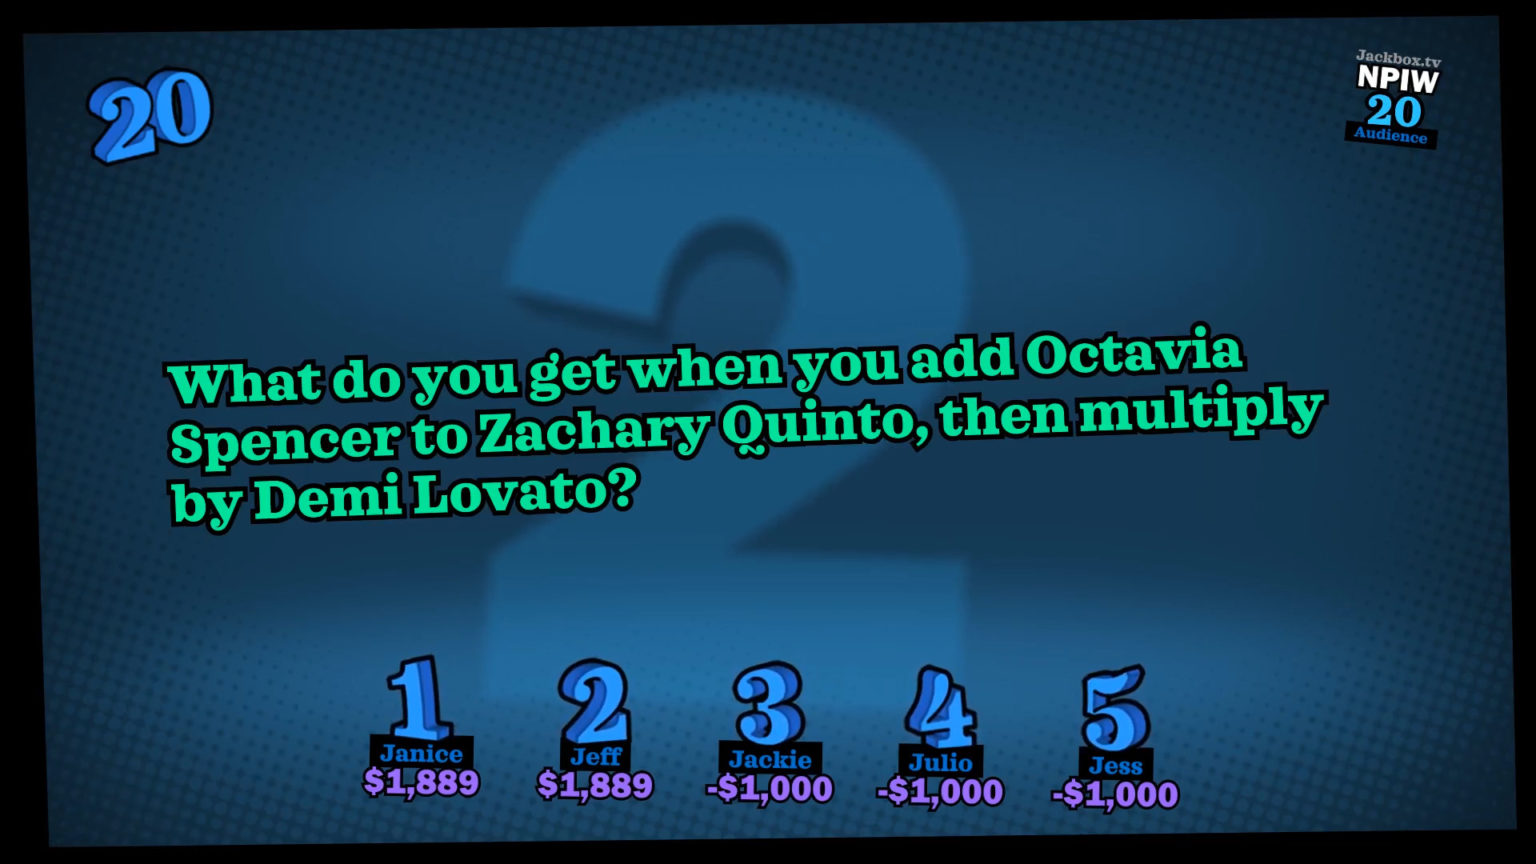 20
Jackbox.tv
NPIW
20
Audience
What do you get when you add Octavia
Spencer to Zachary Quinto, then multiply
by Demi Lovato?
2
1 2 3 4 5
Janice Jeff Jackie Julio Jess
$1,889 $1,889 -$1,000 -$1,000 -$1,000